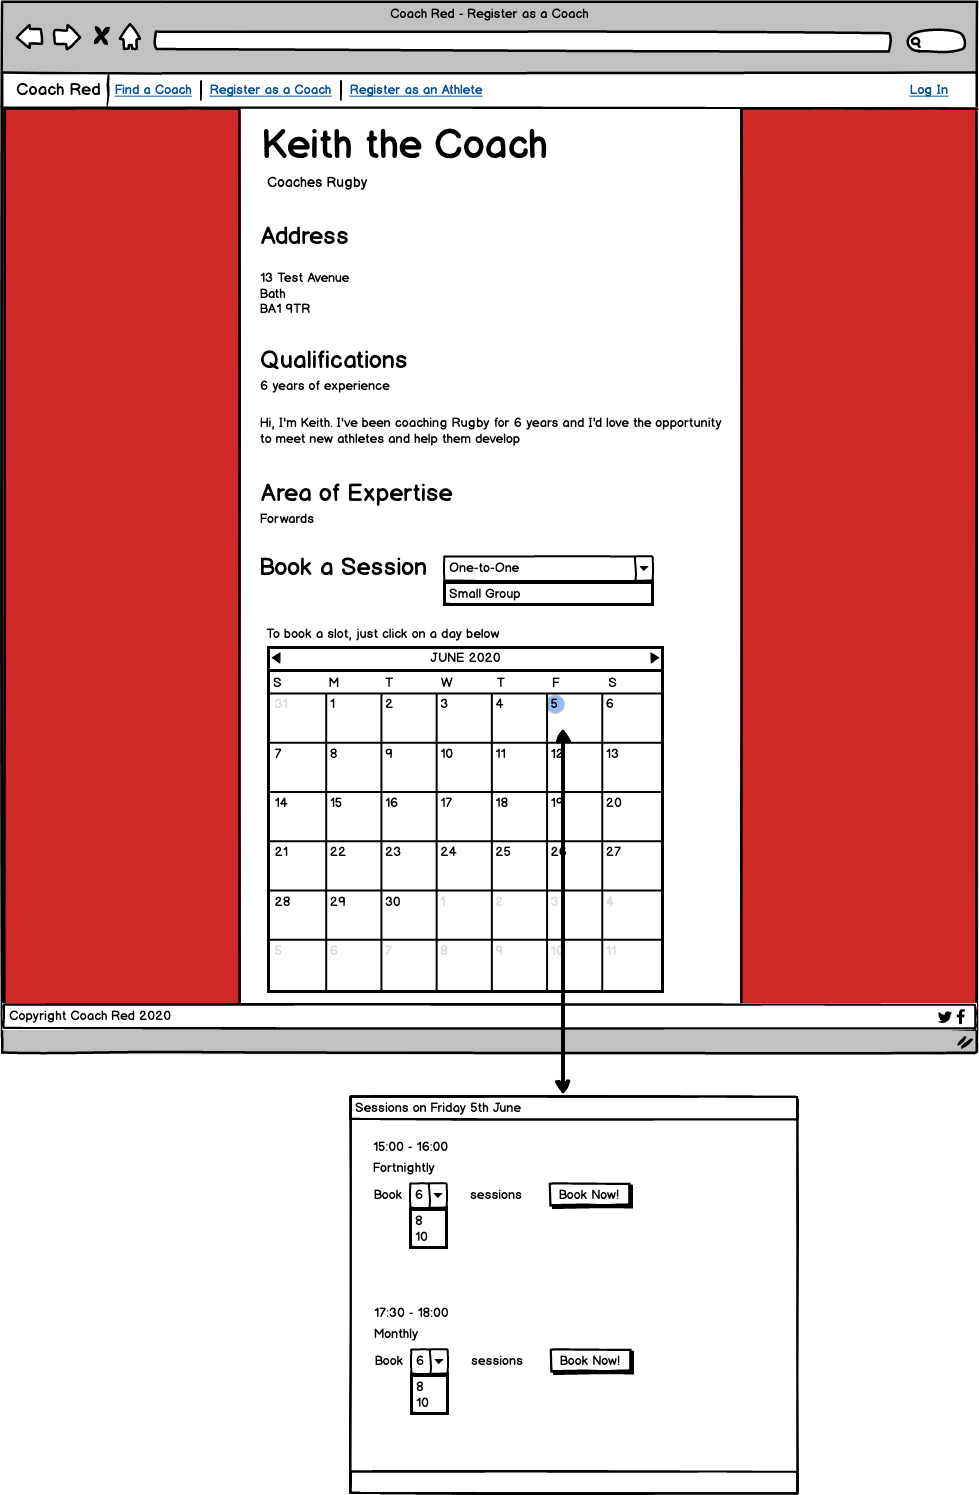 Coach Red - Register as a Coach
Coach Red Find a Coach Register as a Coach Register as an Athlete Log In
Keith the Coach
Coaches Rugby
Address
13 Test Avenue
Bath
BA1 9TR
Qualifications
6 years of experience
Hi, I'm Keith. I've been coaching Rugby for 6 years and I'd love the opportunity
to meet new athletes and help them develop
Area of Expertise
Forwards
Book a Session One-to-One
Small Group
To book a slot, just click on a day below
JUNE 2020
S M T W T F S
31 1 2 3 4 5 6
7 8 9 10 11 12 13
14 15 16 17 18 19 20
21 22 23 24 25 26 27
28 29 30 1 2 3 4
5 6 7 8 9 10 11
Copyright Coach Red 2020
Sessions on Friday 5th June
15:00 - 16:00
Fortnightly
Book 6 sessions Book Now!
8
10
17:30 - 18:00
Monthly
Book 6 sessions Book Now!
8
10